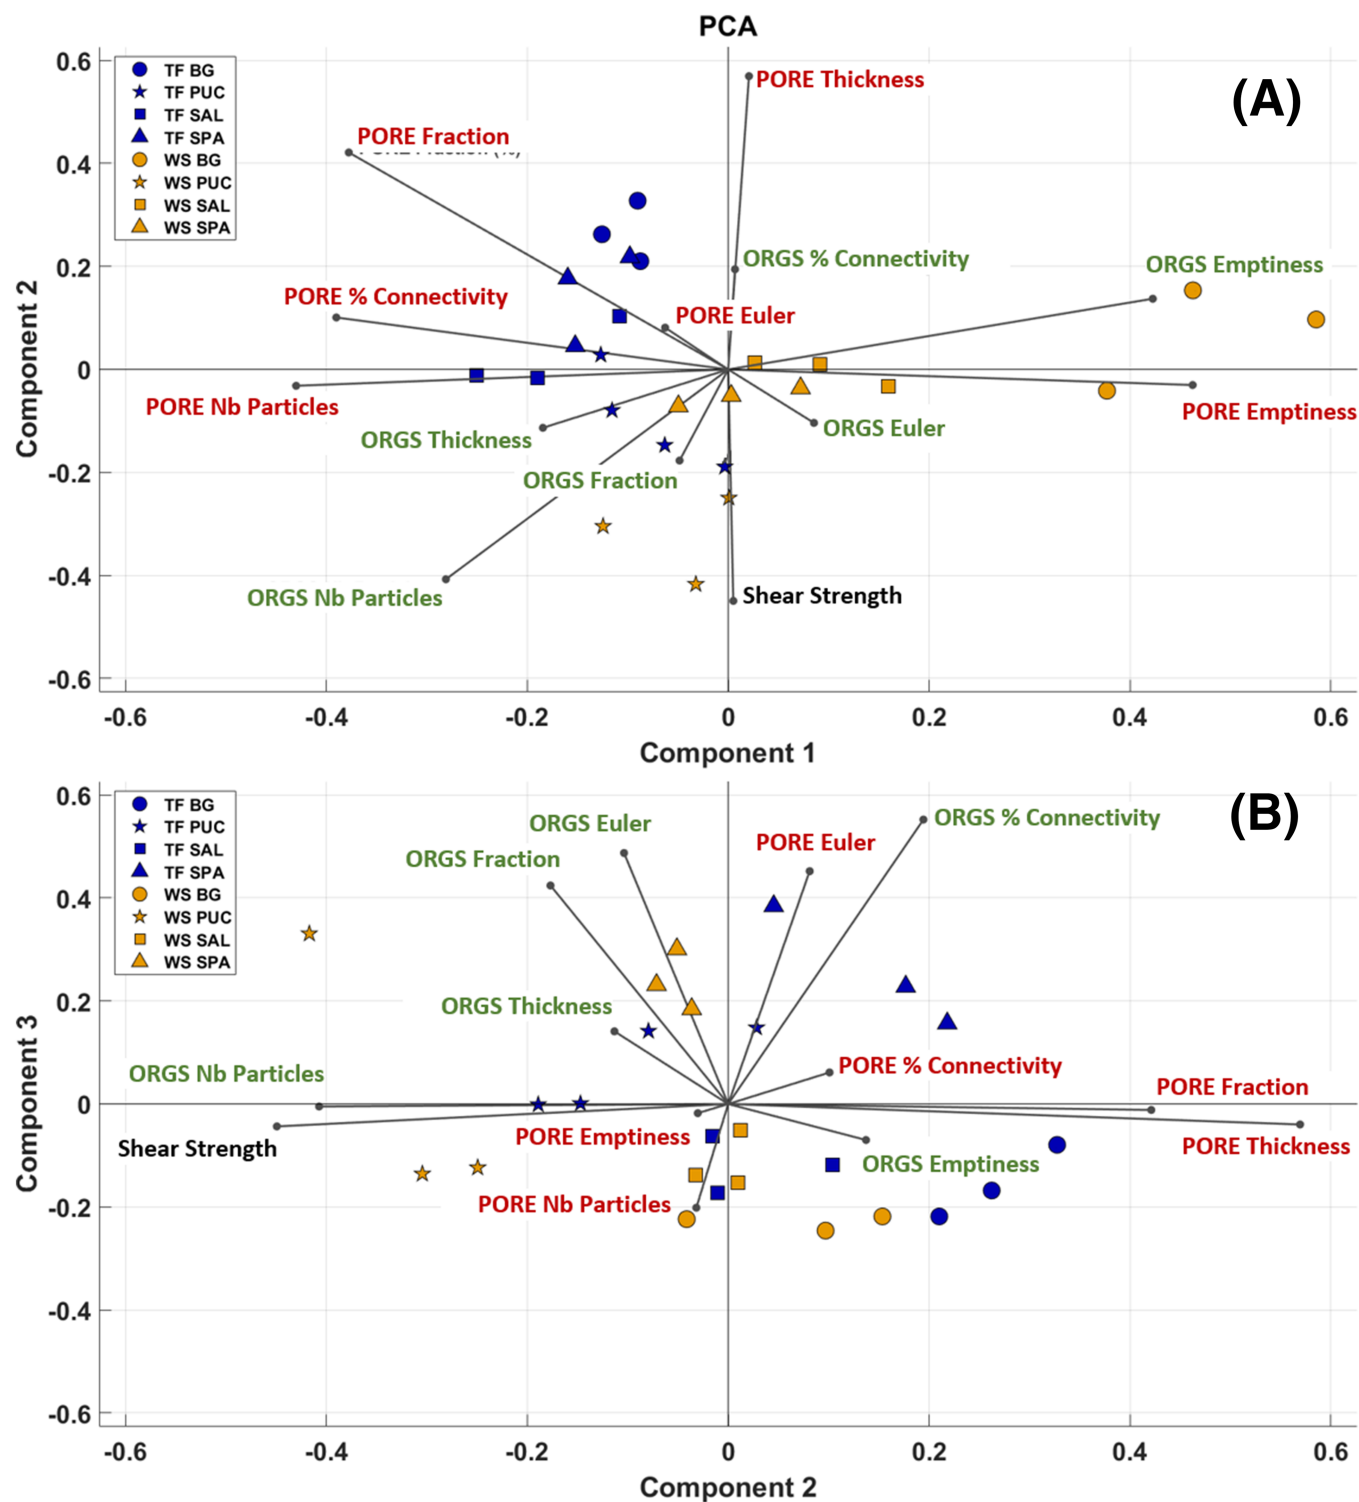 PCA
0.6
0.4
0.2
0
-0.2
-0.4
-0.6
Component 2
TF BG
TF PUC
TF SAL
TF SPA
WS BG
WS PUC
WS SAL
WS SPA
(A)
PORE Thickness
PORE Fraction
ORGS % Connectivity
ORGS Emptiness
PORE % Connectivity
PORE Euler
PORE Nb Particles
PORE Emptiness
ORGS Thickness
ORGS Euler
ORGS Fraction
ORGS Nb Particles
Shear Strength
-0.6 -0.4 -0.2 0 0.2 0.4 0.6
Component 1
0.6
0.4
0.2
0
-0.2
-0.4
-0.6
Component 3
TF BG
TF PUC
TF SAL
TF SPA
WS BG
WS PUC
WS SAL
WS SPA
(B)
ORGS Euler
ORGS % Connectivity
PORE Euler
ORGS Fraction
ORGS Thickness
PORE % Connectivity
ORGS Nb Particles
PORE Fraction
PORE Emptiness
Shear Strength
PORE Thickness
ORGS Emptiness
PORE Nb Particles
-0.6 -0.4 -0.2 0 0.2 0.4 0.6
Component 2